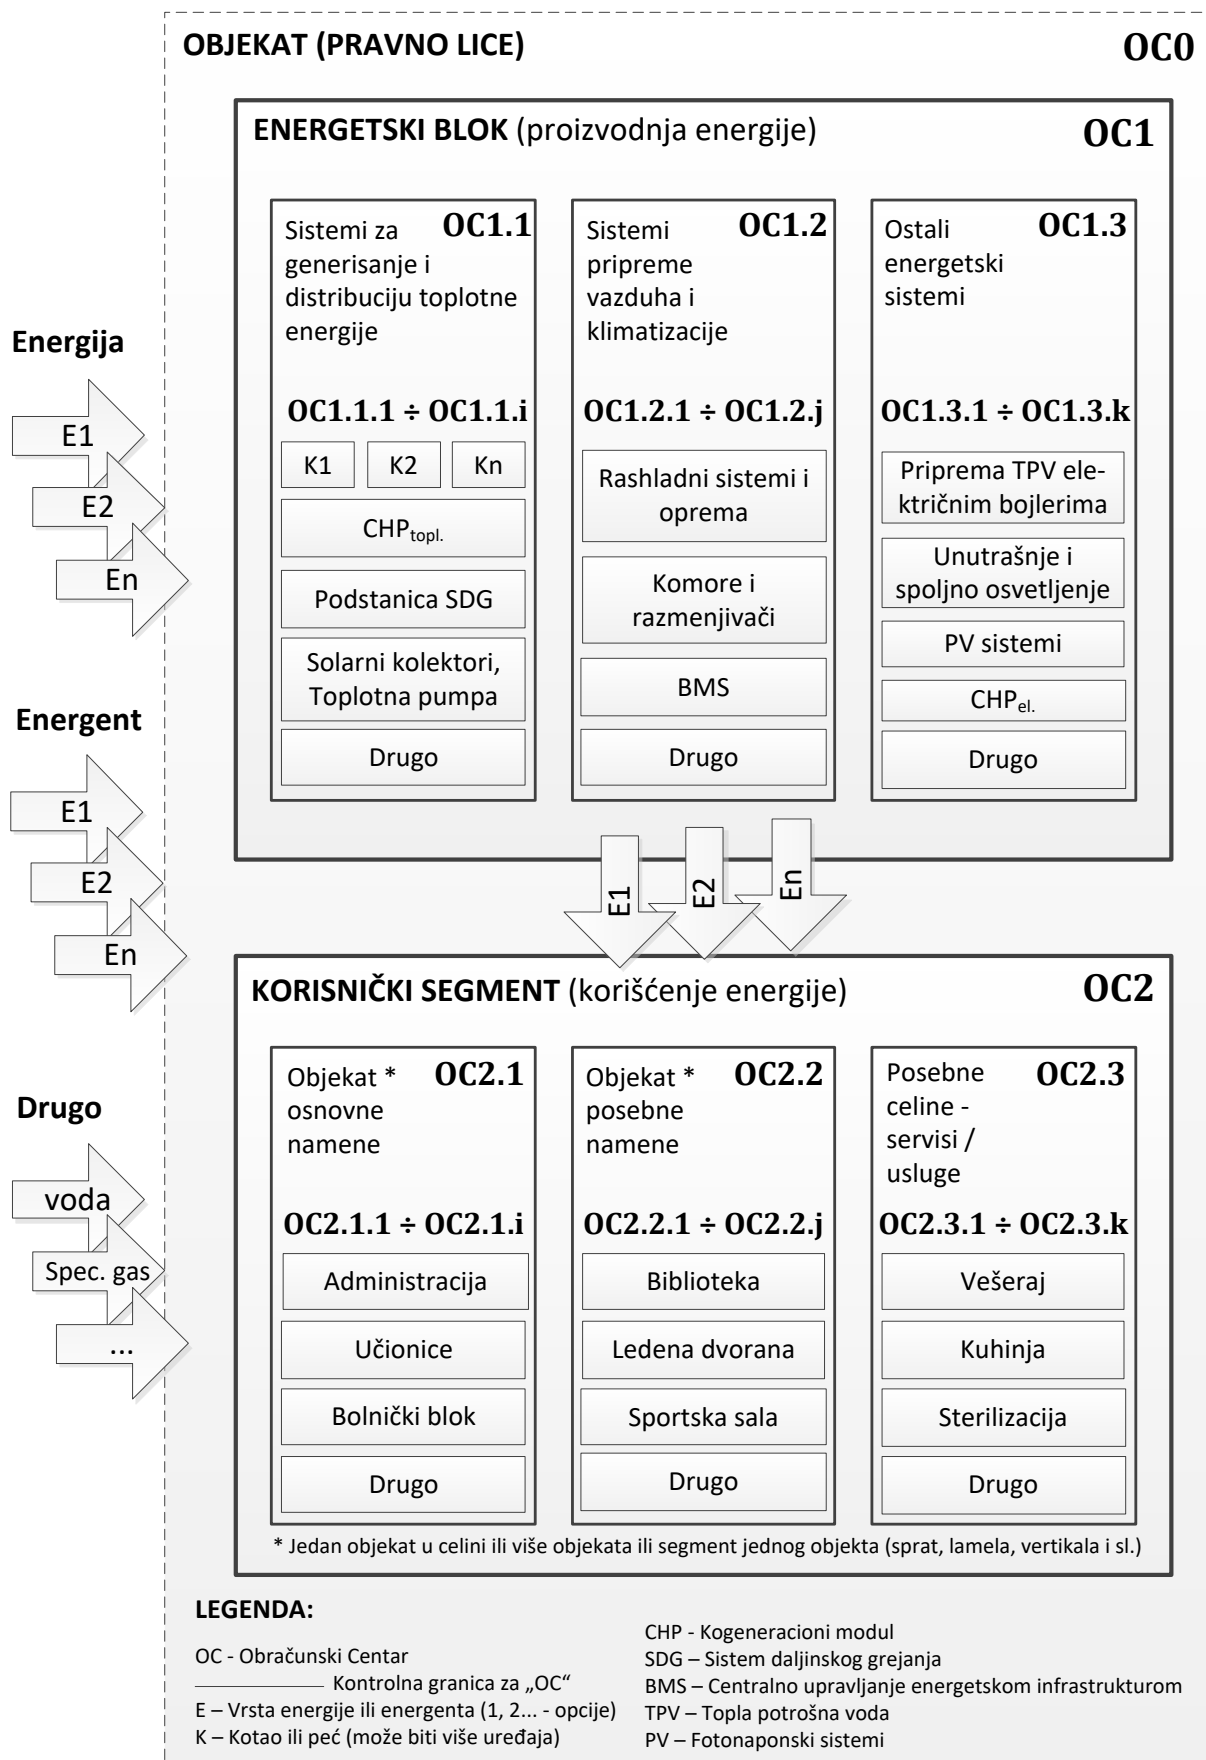 OBJEKAT (PRAVNO LICE) OC0
ENERGETSKI BLOK (proizvodnja energije) OC1
Sistemi za OC1.1
generisanje i
distribuciju toplotne
energije
OC1.1.1 ÷ OC1.1.i
K1 K2 Kn
CHPtopl.
Podstanica SDG
Solarni kolektori,
Toplotna pumpa
Drugo
Sistemi OC1.2
pripreme
vazduha i
klimatizacije
OC1.2.1 ÷ OC1.2.j
Rashladni sistemi i
oprema
Komore i
razmenjivači
BMS
Drugo
Ostali OC1.3
energetski
sistemi
OC1.3.1 ÷ OC1.3.k
Priprema TPV ele-
ktričnim bojlerima
Unutrašnje i
spoljno osvetljenje
PV sistemi
CHPel.
Drugo
Energija
E1
E2
En
Energent
E1
E2
En
Drugo
voda
Spec. gas
...
E1 E2 En
KORISNIČKI SEGMENT (korišćenje energije) OC2
Objekat * OC2.1
osnovne
namene
OC2.1.1 ÷ OC2.1.i
Administracija
Učionice
Bolnički blok
Drugo
Objekat * OC2.2
posebne
namene
OC2.2.1 ÷ OC2.2.j
Biblioteka
Ledena dvorana
Sportska sala
Drugo
Posebne OC2.3
celine -
servisi /
usluge
OC2.3.1 ÷ OC2.3.k
Vešeraj
Kuhinja
Sterilizacija
Drugo
* Jedan objekat u celini ili više objekata ili segment jednog objekta (sprat, lamela, vertikala i sl.)
LEGENDA:
OC - Obračunski Centar
Kontrolna granica za „OC“
E – Vrsta energije ili energenta (1, 2... - opcije)
K – Kotao ili peć (može biti više uređaja)
CHP - Kogeneracioni modul
SDG – Sistem daljinskog grejanja
BMS – Centralno upravljanje energetskom infrastrukturom
TPV – Topla potrošna voda
PV – Fotonaponski sistemi